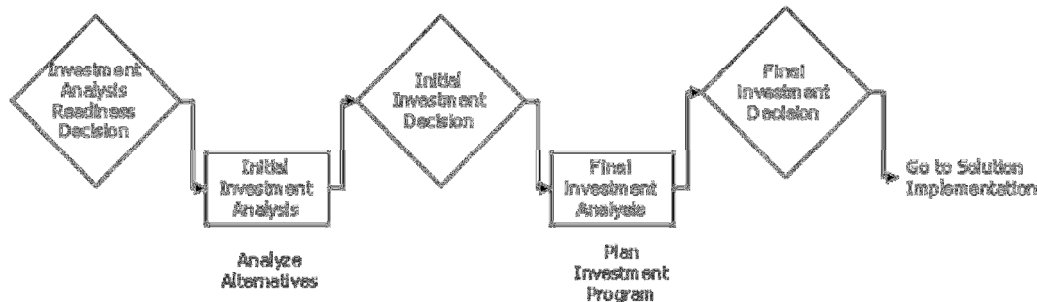 Investment
Analysis
Readiness
Decision
Initial
Investment
Analysis
Analyze
Alternatives
Initial
Investment
Decision
Final
Investment
Analysis
Plan
Investment
Program
Final
Investment
Decision
Go to Solution
Implementation